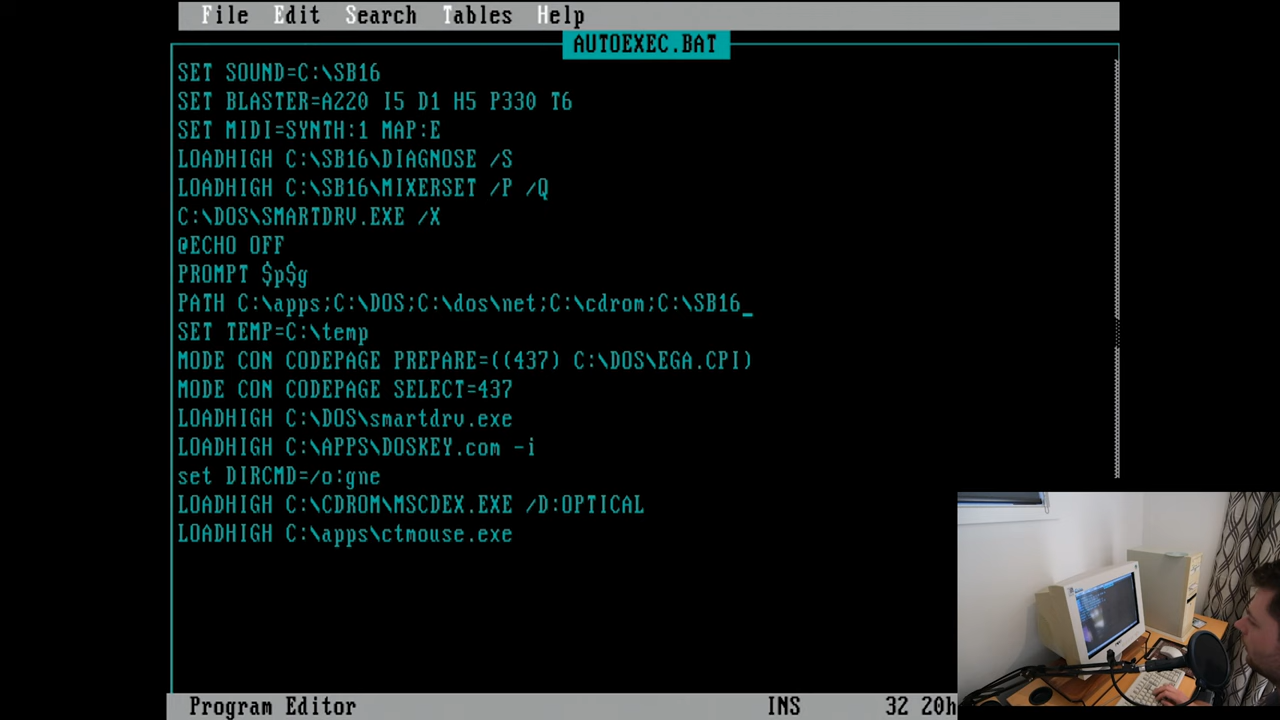 File Edit Search Tables Help
AUTOEXEC.BAT
SET SOUND=C:\SB16
SET BLASTER=A220 I5 D1 H5 P330 T6
SET MIDI=SYNTH:1 MAP:E
LOADHIGH C:\SB16\DIAGNOSE /S
LOADHIGH C:\SB16\MIXERSET /P /Q
C:\DOS\SMARTDRV.EXE /X
@ECHO OFF
PROMPT $p$g
PATH C:\apps;C:\DOS;C:\dos\net;C:\cdrom;C:\SB16_
SET TEMP=C:\temp
MODE CON CODEPAGE PREPARE=((437) C:\DOS\EGA.CPI)
MODE CON CODEPAGE SELECT=437
LOADHIGH C:\DOS\smartdrv.exe
LOADHIGH C:\APPS\DOSKEY.com -i
set DIRCMD=/o:gne
LOADHIGH C:\CDROM\MSCDEX.EXE /D:OPTICAL
LOADHIGH C:\apps\ctmouse.exe
Program Editor INS 32 20h